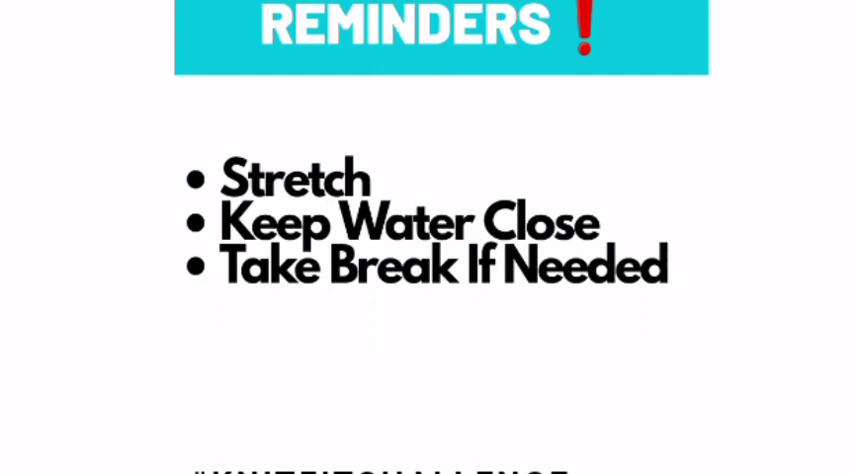 REMINDERS❗
• Stretch
• Keep Water Close
• Take Break If Needed